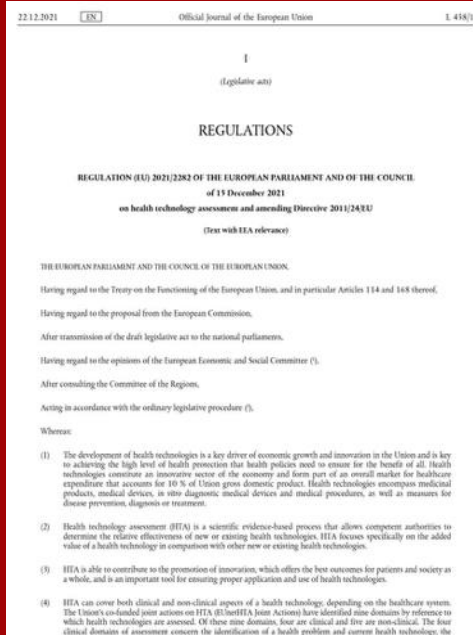 22.12.2021 EN Official Journal of the European Union L 438/1
I
(Legislative acts)
REGULATIONS
REGULATION (EU) 2021/2282 OF THE EUROPEAN PARLIAMENT AND OF THE COUNCIL
of 15 December 2021
on health technology assessment and amending Directive 2011/24/EU
(Text with EEA relevance)
THE EUROPEAN PARLIAMENT AND THE COUNCIL OF THE EUROPEAN UNION,
Having regard to the Treaty on the Functioning of the European Union, and in particular Articles 114 and 168 thereof,
Having regard to the proposal from the European Commission,
After transmission of the draft legislative act to the national parliaments,
Having regard to the opinions of the European Economic and Social Committee (¹),
After consulting the Committee of the Regions,
Acting in accordance with the ordinary legislative procedure (²),
Whereas:
(1) The development of health technologies is a key driver of economic growth and innovation in the Union and is key
to achieving the high level of health protection that health policies need to ensure for the benefit of all. Health
technologies constitute an innovative sector of the economy and form part of an overall market for healthcare
expenditure that accounts for 10 % of Union gross domestic product. Health technologies encompass medicinal
products, medical devices, in vitro diagnostic medical devices and medical procedures, as well as measures for
disease prevention, diagnosis or treatment.
(2) Health technology assessment (HTA) is a scientific evidence-based process that allows competent authorities to
determine the relative effectiveness of new or existing health technologies. HTA focuses specifically on the added
value of a health technology in comparison with other new or existing health technologies.
(3) HTA is able to contribute to the promotion of innovation, which offers the best outcomes for patients and society as
a whole, and is an important tool for ensuring proper application and use of health technologies.
(4) HTA can cover both clinical and non-clinical aspects of a health technology, depending on the healthcare system.
The Union's co-funded joint actions on HTA (EUnetHTA Joint Actions) have identified nine domains by reference to
which health technologies are assessed. Of these nine domains, four are clinical and five are non-clinical. The four
clinical domains of assessment concern the identification of a health problem and current health technology, the